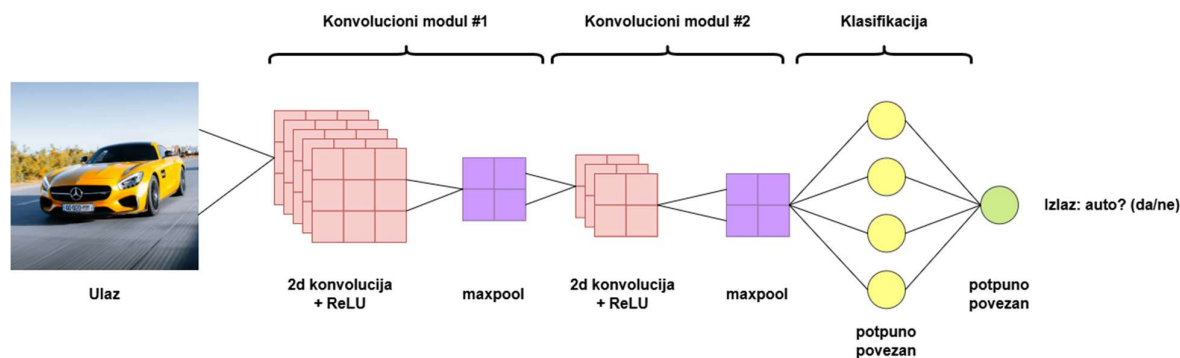 Konvolucioni modul #1
Konvolucioni modul #2
Klasifikacija
Izlaz: auto? (da/ne)
Ulaz
2d konvolucija
+ ReLU
maxpool
2d konvolucija
+ ReLU
maxpool
potpuno
povezan
potpuno
povezan